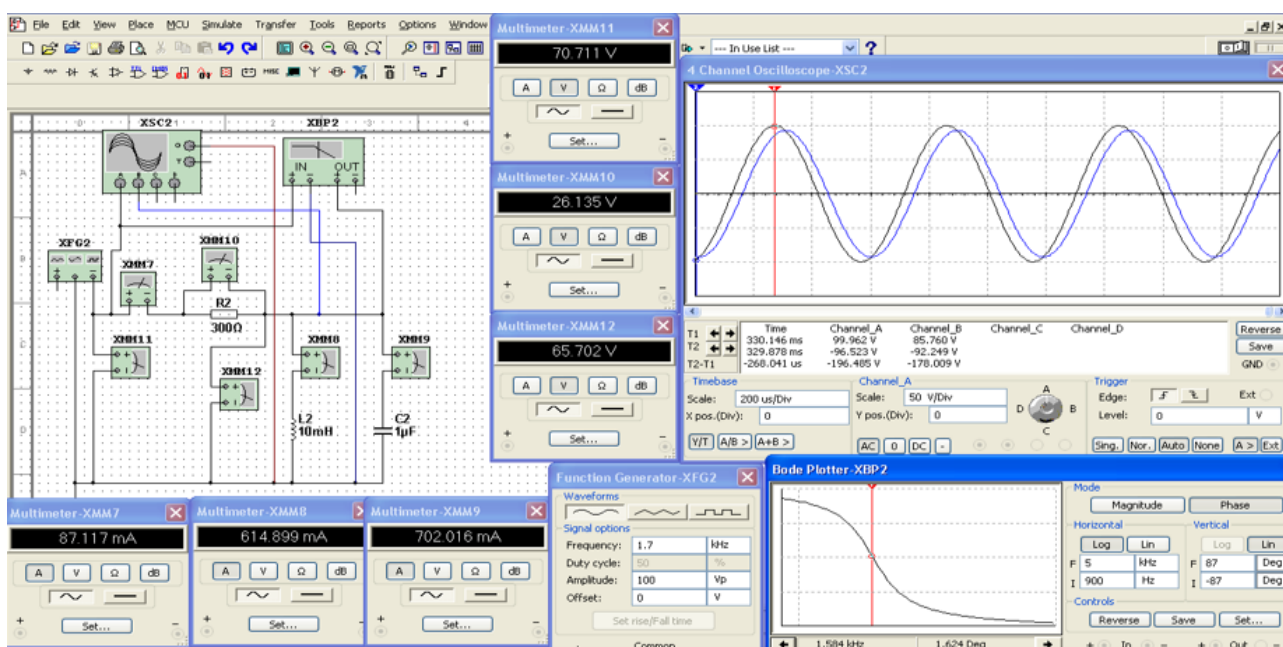 File Edit View Place MCU Simulate Transfer Tools Reports Options Window
--- In Use List ---
?
MISC
0 1 2 3 4
A
B
C
D
XSC2
XBP2
IN OUT
A B C D
XFG2
XMM7
XMM10
R2
300Ω
XMM11
XMM12
XMM8
XMM9
L2
10mH
C2
1µF
Multimeter-XMM11
70.711 V
A V Ω dB
+ Set... -
Multimeter-XMM10
26.135 V
A V Ω dB
Set...
Multimeter-XMM12
65.702 V
A V Ω dB
+ Set... -
4 Channel Oscilloscope-XSC2
Time Channel_A Channel_B Channel_C Channel_D
T1 330.146 ms 99.962 V 85.760 V
T2 329.878 ms -96.523 V -92.249 V
T2-T1 -268.041 us -196.485 V -178.009 V
Reverse
Save
GND
Timebase
Scale: 200 us/Div
X pos.(Div): 0
Y/T A/B > A+B >
Channel_A
Scale: 50 V/Div
Y pos.(Div): 0
AC 0 DC -
A
D B
C
Trigger
Edge: Ext
Level: 0 V
Sing. Nor. Auto None A > Ext
Multimeter-XMM7
87.117 mA
A V Ω dB
+ Set... -
Multimeter-XMM8
614.899 mA
A V Ω dB
+ Set... -
Multimeter-XMM9
702.016 mA
A V Ω dB
+ Set... -
Function Generator-XFG2
Waveforms
Signal options
Frequency: 1.7 kHz
Duty cycle: 50 %
Amplitude: 100 Vp
Offset: 0 V
Set rise/Fall time
Common
Bode Plotter-XBP2
1.584 kHz 1.624 Deg
Mode
Magnitude Phase
Horizontal Vertical
Log Lin Log Lin
F 5 kHz F 87 Deg
I 900 Hz I -87 Deg
Controls
Reverse Save Set...
+ In - + Out -